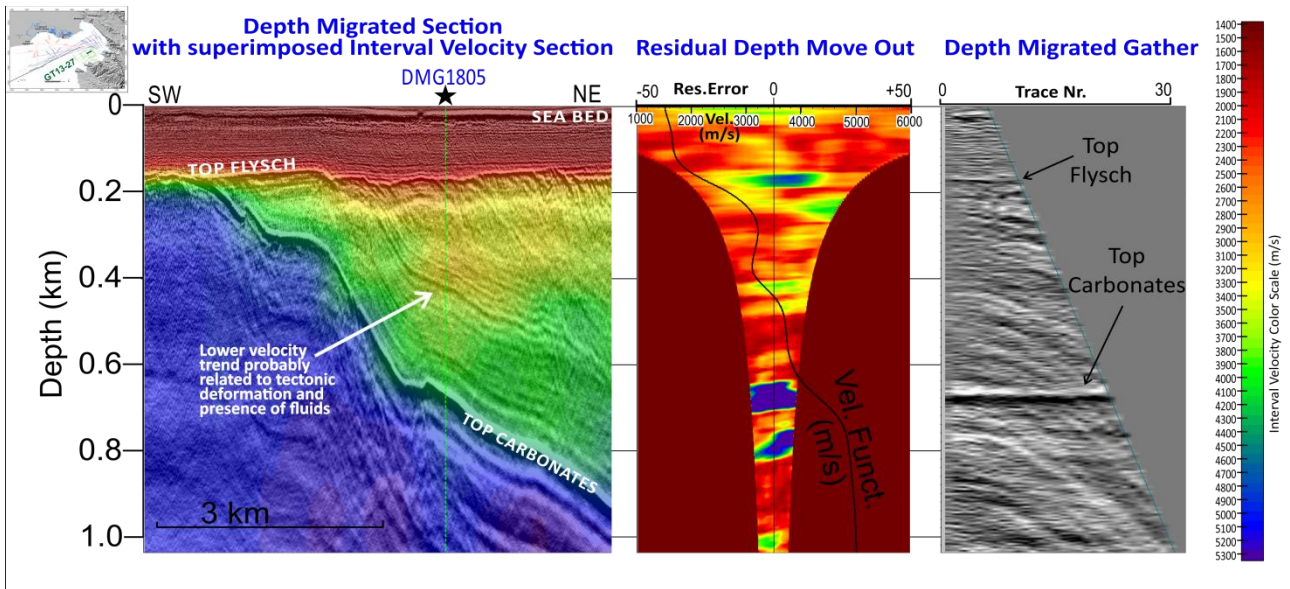 GT13-27
Depth Migrated Section
with superimposed Interval Velocity Section
DMG1805
SW
NE
Depth (km)
0
0.2
0.4
0.6
0.8
1.0
SEA BED
TOP FLYSCH
Lower velocity
trend probably
related to tectonic
deformation and
presence of fluids
TOP CARBONATES
3 km
Residual Depth Move Out
-50 Res.Error 0 +50
1000 2000 3000 4000 5000 6000
Vel.
(m/s)
Vel. Funct.
(m/s)
Depth Migrated Gather
0 Trace Nr. 30
Top
Flysch
Top
Carbonates
1400
1500
1600
1700
1800
1900
2000
2100
2200
2300
2400
2500
2600
2700
2800
2900
3000
3100
3200
3300
3400
3500
3600
3700
3800
3900
4000
4100
4200
4300
4400
4500
4600
4700
4800
4900
5000
5100
5200
5300
Interval Velocity Color Scale (m/s)